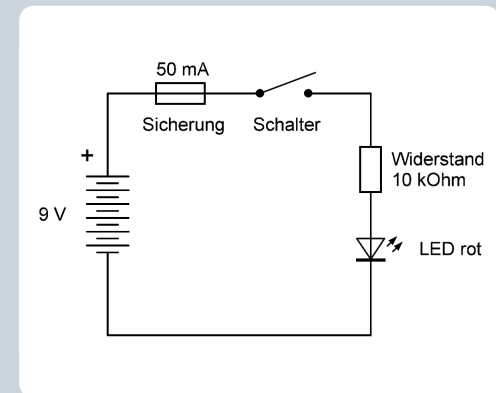 50 mA
Sicherung Schalter
+
Widerstand
10 kOhm
9 V
LED rot